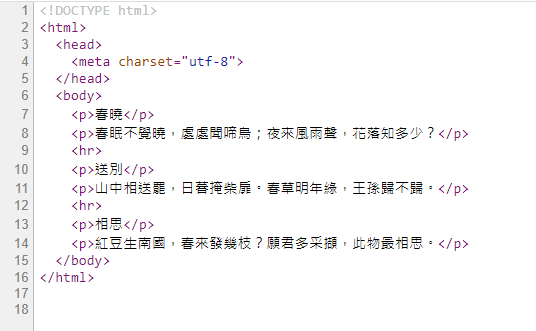 1 <!DOCTYPE html>
2 <html>
3 <head>
4 <meta charset="utf-8">
5 </head>
6 <body>
7 <p>春曉</p>
8 <p>春眠不覺曉，處處聞啼鳥；夜來風雨聲，花落知多少？</p>
9 <hr>
10 <p>送別</p>
11 <p>山中相送罷，日暮掩柴扉。春草明年綠，王孫歸不歸。</p>
12 <hr>
13 <p>相思</p>
14 <p>紅豆生南國，春來發幾枝？願君多采擷，此物最相思。</p>
15 </body>
16 </html>
17
18